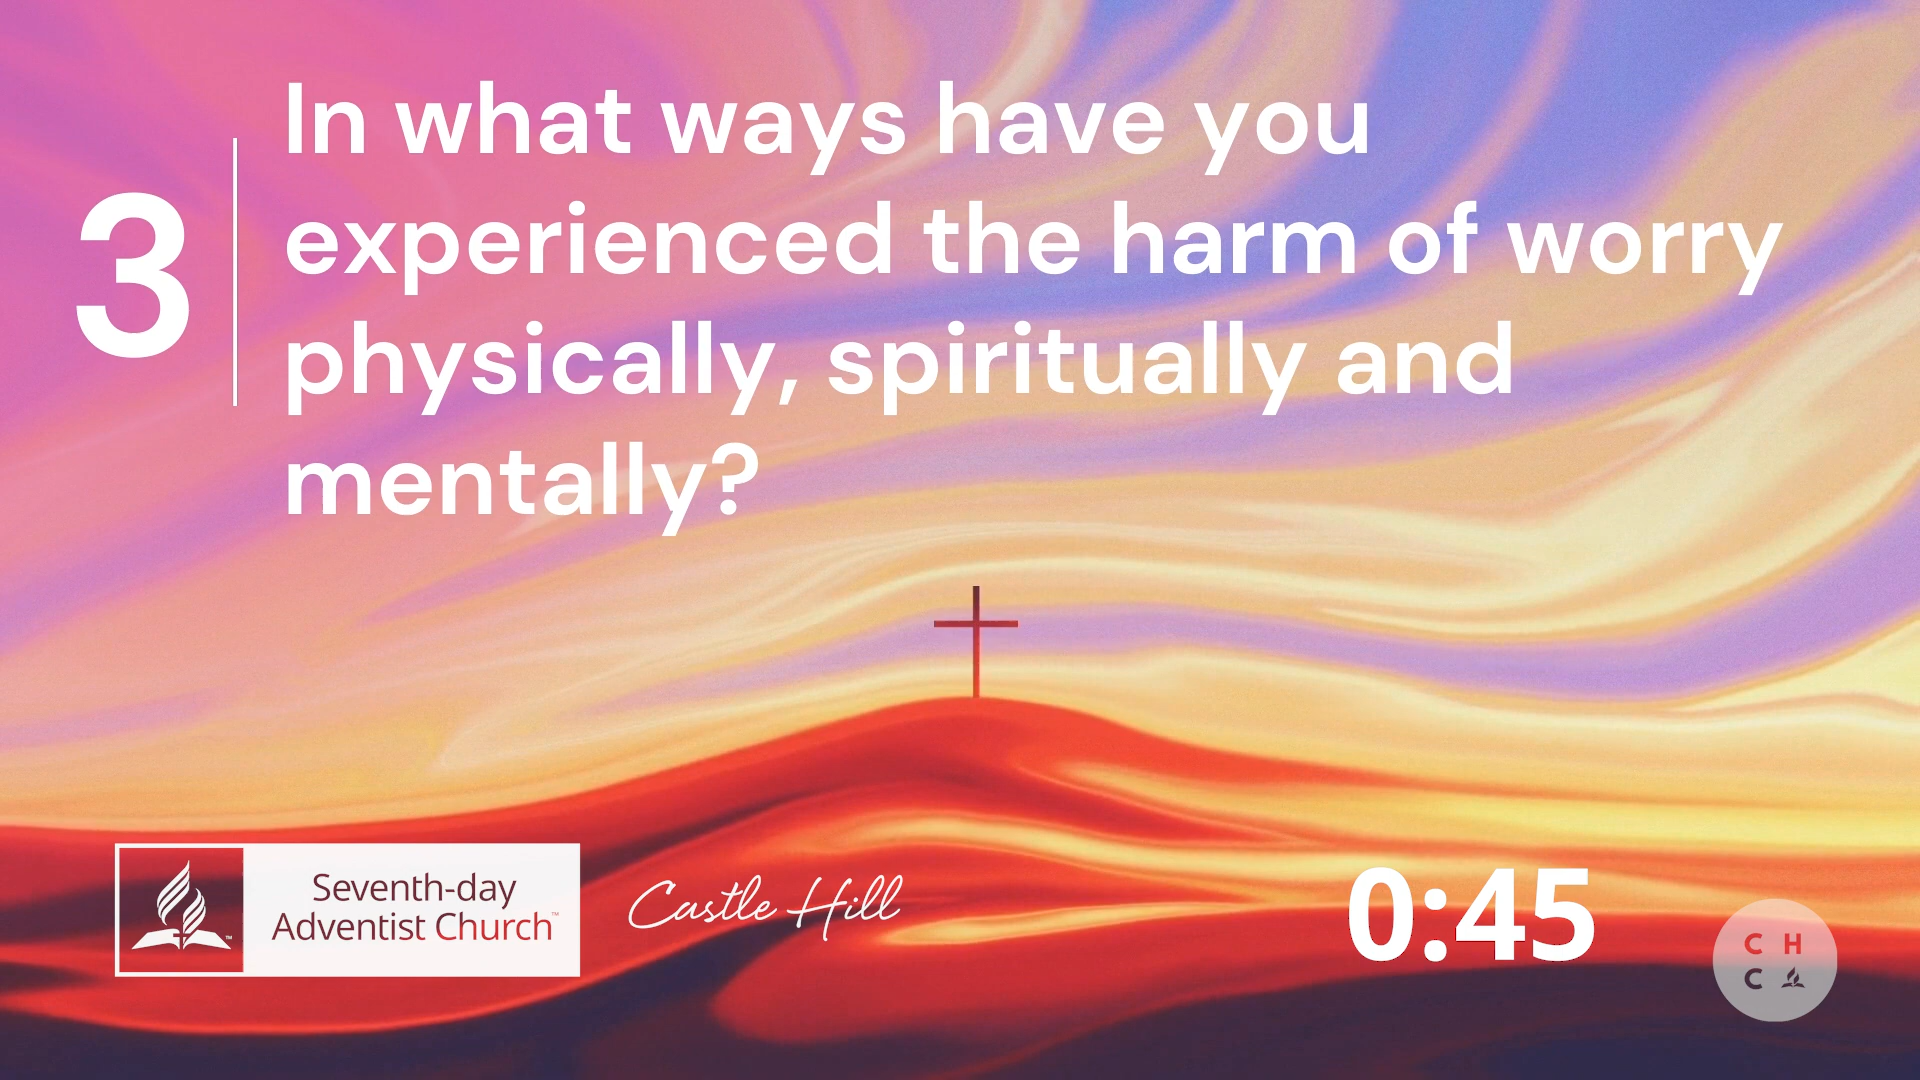 3
In what ways have you
experienced the harm of worry
physically, spiritually and
mentally?
Seventh-day
Adventist Church™
Castle Hill
0:45
C H
C